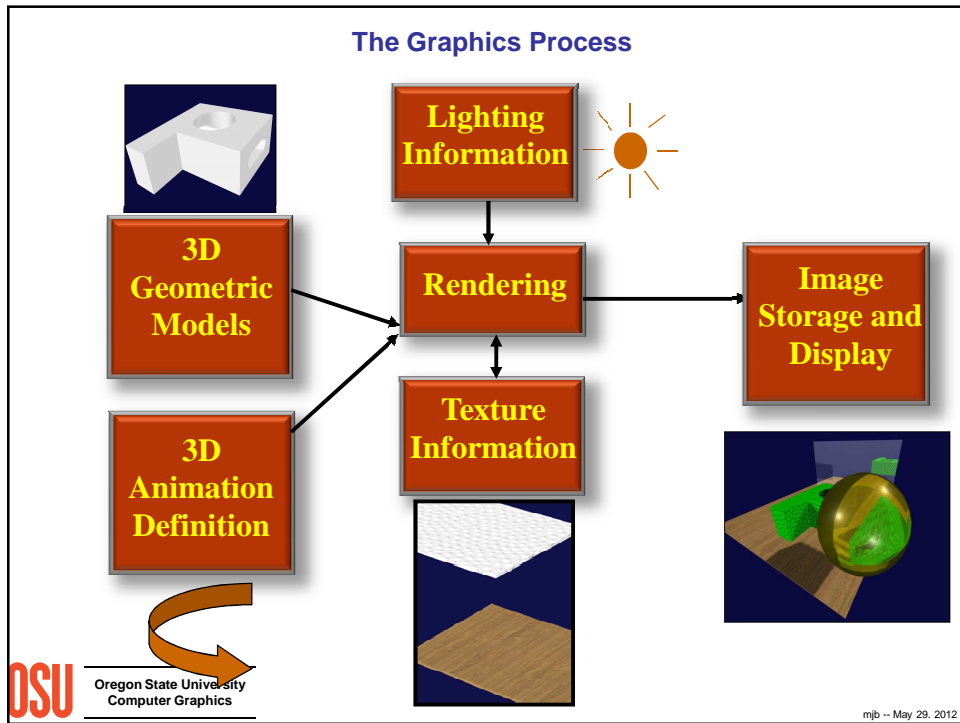 The Graphics Process
Lighting
Information
3D
Geometric
Models
Rendering
Image
Storage and
Display
3D
Animation
Definition
Texture
Information
OSU
Oregon State University
Computer Graphics
mjb -- May 29, 2012